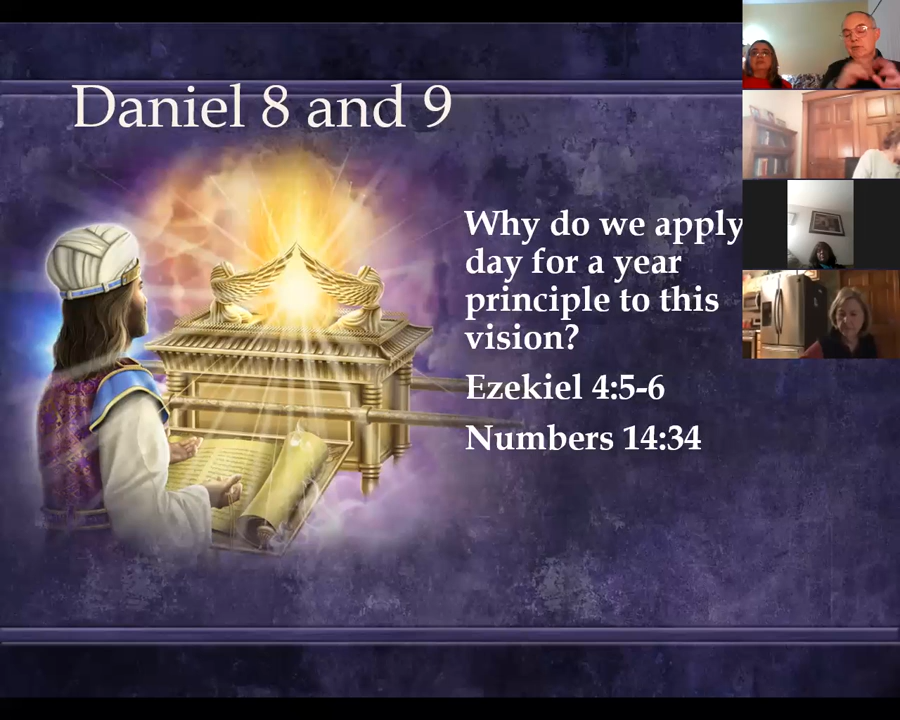 Daniel 8 and 9
Why do we apply
day for a year
principle to this
vision?
Ezekiel 4:5-6
Numbers 14:34